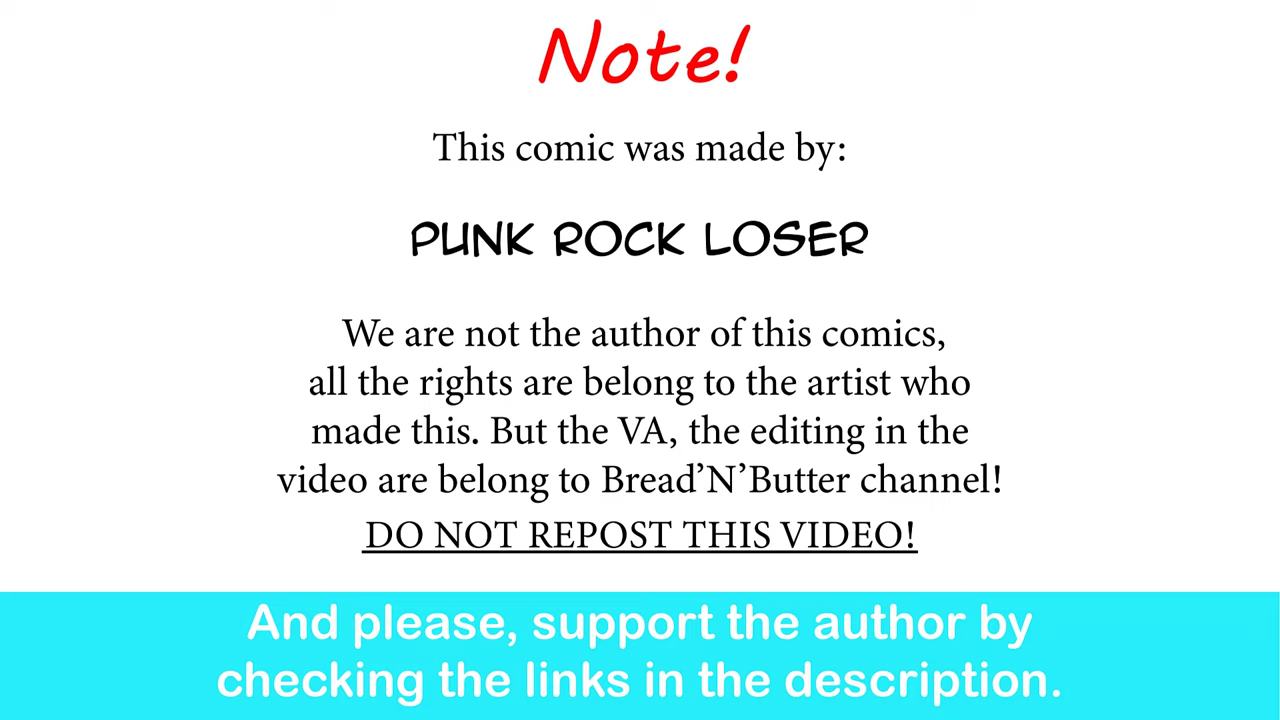 Note!
This comic was made by:
PUNK ROCK LOSER
We are not the author of this comics,
all the rights are belong to the artist who
made this. But the VA, the editing in the
video are belong to Bread’N’Butter channel!
DO NOT REPOST THIS VIDEO!
And please, support the author by
checking the links in the description.